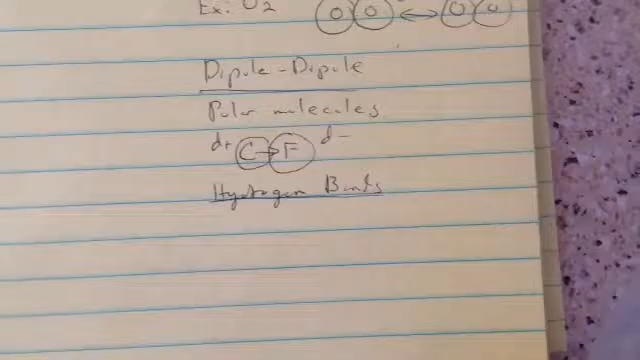 Ex: O2
O O ↔ O O
Dipole - Dipole
Polar molecules
d+ C → F d-
Hydrogen Bonds